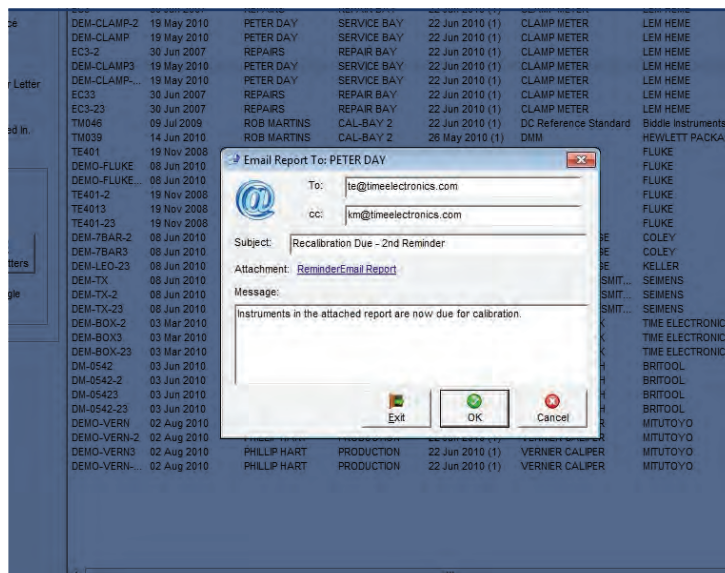 DEM-CLAMP-2 19 May 2010 PETER DAY SERVICE BAY 22 Jun 2010 (1) CLAMP METER LEM HEME
DEM-CLAMP 19 May 2010 PETER DAY SERVICE BAY 22 Jun 2010 (1) CLAMP METER LEM HEME
EC3-2 30 Jun 2007 REPAIRS REPAIR BAY 22 Jun 2010 (1) CLAMP METER LEM HEME
DEM-CLAMP3 19 May 2010 PETER DAY SERVICE BAY 22 Jun 2010 (1) CLAMP METER LEM HEME
r Letter DEM-CLAMP-... 19 May 2010 PETER DAY SERVICE BAY 22 Jun 2010 (1) CLAMP METER LEM HEME
EC33 30 Jun 2007 REPAIRS REPAIR BAY 22 Jun 2010 (1) CLAMP METER LEM HEME
EC3-23 30 Jun 2007 REPAIRS REPAIR BAY 22 Jun 2010 (1) CLAMP METER LEM HEME
TM046 09 Jul 2009 ROB MARTINS CAL-BAY 2 22 Jun 2010 (1) DC Reference Standard Biddle Instruments
ed In. TM039 14 Jun 2010 ROB MARTINS CAL-BAY 2 26 May 2010 (1) DMM HEWLETT PACKA
TE401 19 Nov 2008 FLUKE
DEMO-FLUKE 08 Jun 2010 FLUKE
DEMO-FLUKE... 08 Jun 2010 FLUKE
TE401-2 19 Nov 2008 FLUKE
TE4013 19 Nov 2008 FLUKE
TE401-23 19 Nov 2008 FLUKE
DEM-7BAR-2 08 Jun 2010 GE COLEY
DEM-7BAR3 08 Jun 2010 GE COLEY
tters DEM-LEO-23 08 Jun 2010 GE KELLER
DEM-TX 08 Jun 2010 SMIT... SEIMENS
gle DEM-TX-2 08 Jun 2010 SMIT... SEIMENS
DEM-TX-23 08 Jun 2010 SMIT... SEIMENS
DEM-BOX-2 03 Mar 2010 X TIME ELECTRONIC
DEM-BOX3 03 Mar 2010 X TIME ELECTRONIC
DEM-BOX-23 03 Mar 2010 X TIME ELECTRONIC
DM-0542 03 Jun 2010 H BRITOOL
DM-0542-2 03 Jun 2010 H BRITOOL
DM-05423 03 Jun 2010 H BRITOOL
DM-0542-23 03 Jun 2010 H BRITOOL
DEMO-VERN 02 Aug 2010 MITUTOYO
DEMO-VERN-2 02 Aug 2010 PHILLIP HART PRODUCTION 22 Jun 2010 (1) VERNIER CALIPER MITUTOYO
DEMO-VERN3 02 Aug 2010 PHILLIP HART PRODUCTION 22 Jun 2010 (1) VERNIER CALIPER MITUTOYO
DEMO-VERN-... 02 Aug 2010 PHILLIP HART PRODUCTION 22 Jun 2010 (1) VERNIER CALIPER MITUTOYO
Email Report To: PETER DAY
To: te@timeelectronics.com
cc: km@timeelectronics.com
Subject: Recalibration Due - 2nd Reminder
Attachment: ReminderEmail Report
Message:
Instruments in the attached report are now due for calibration.
Exit OK Cancel